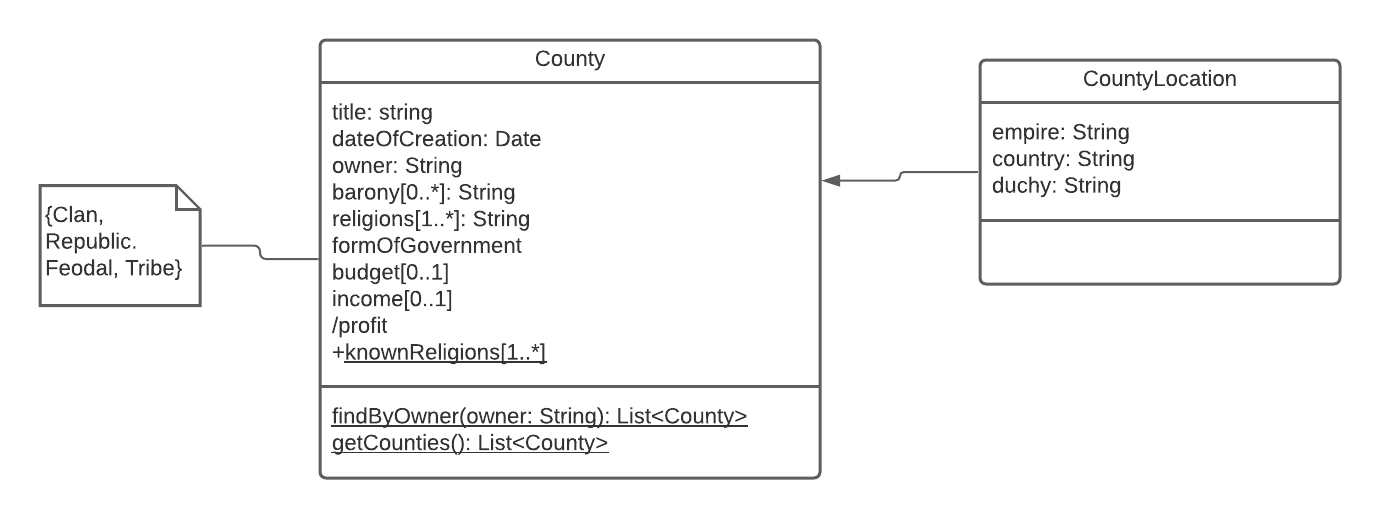 County
title: string
dateOfCreation: Date
owner: String
barony[0..*]: String
religions[1..*]: String
formOfGovernment
budget[0..1]
income[0..1]
/profit
+knownReligions[1..*]
findByOwner(owner: String): List<County>
getCounties(): List<County>
{Clan,
Republic.
Feodal, Tribe}
CountyLocation
empire: String
country: String
duchy: String